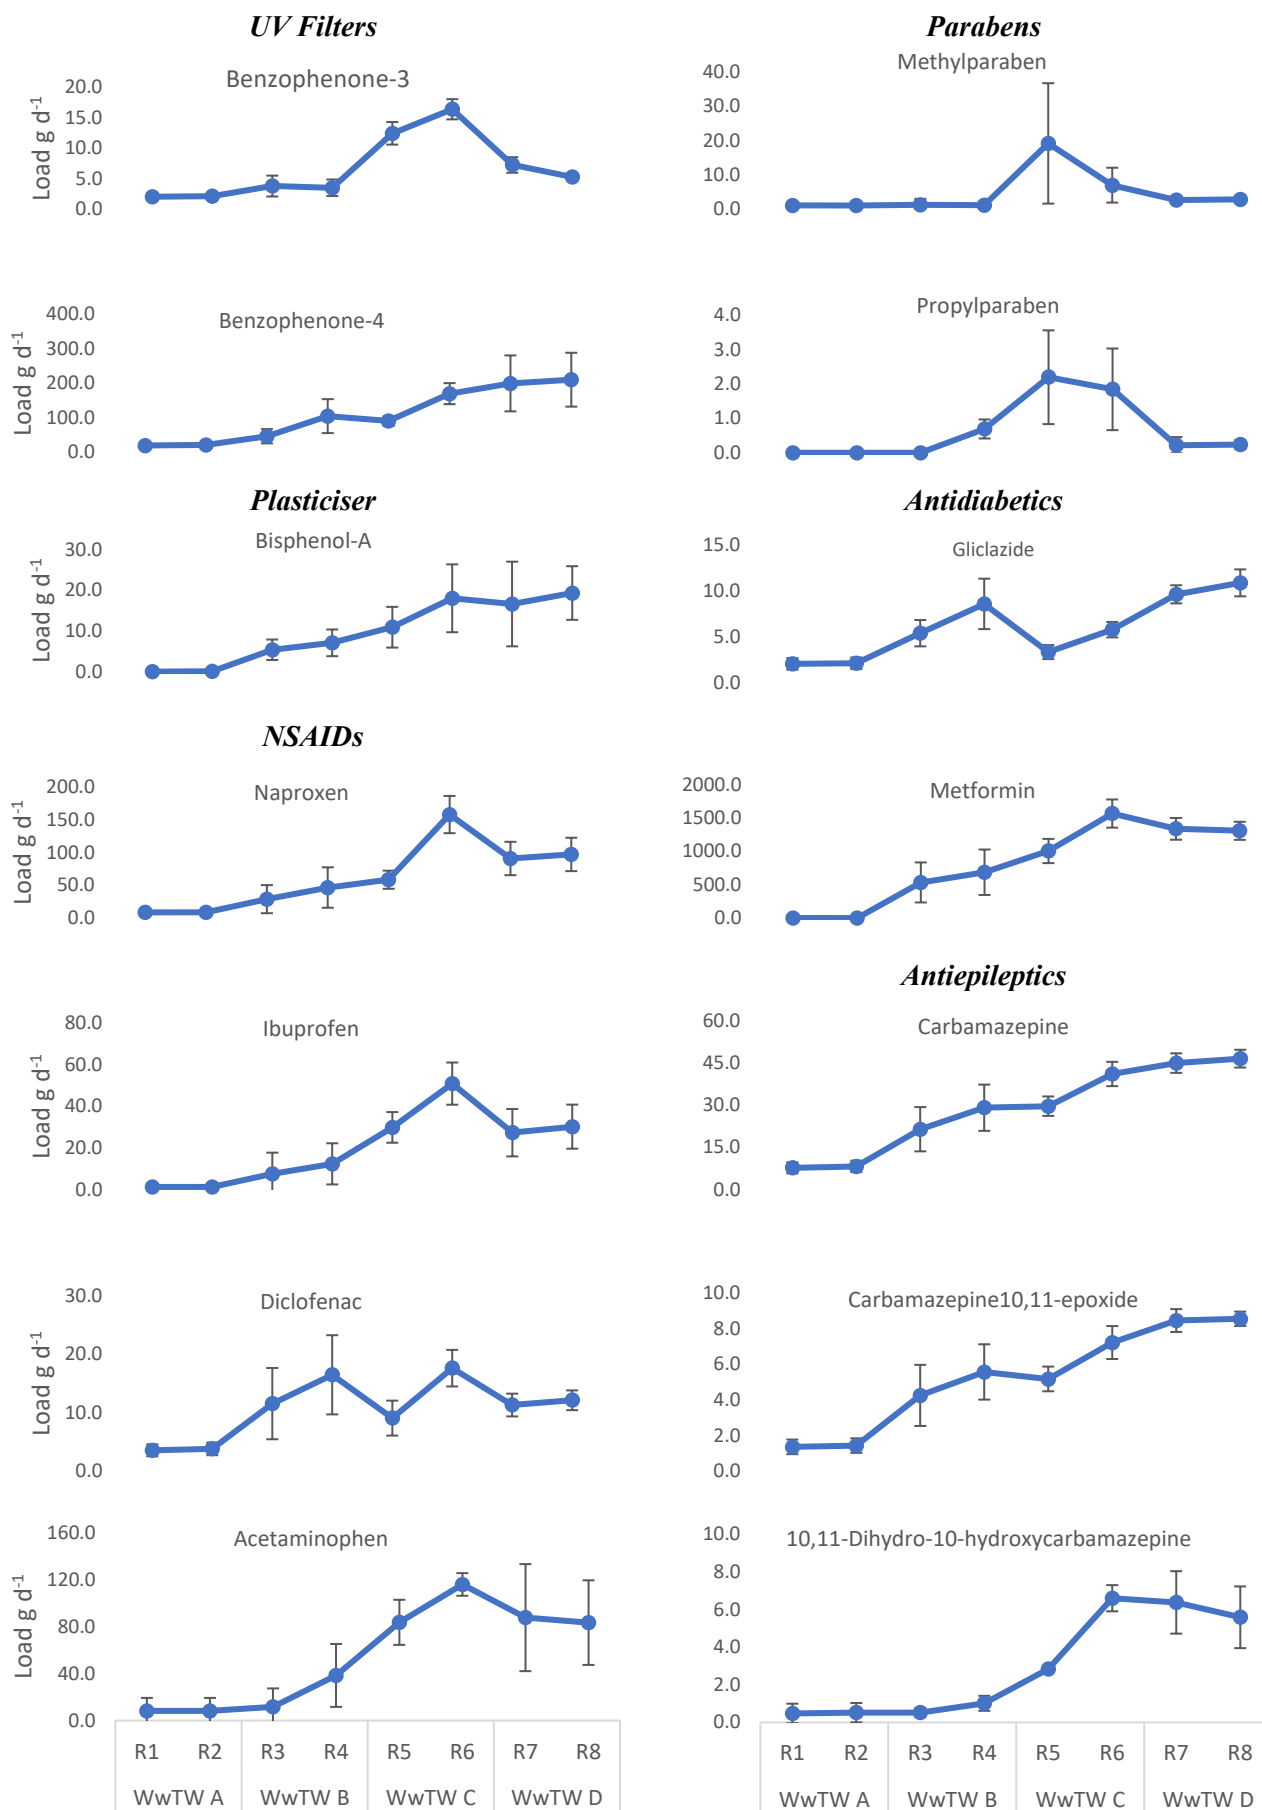 UV Filters
Benzophenone-3
Load g d⁻¹
20.0
15.0
10.0
5.0
0.0
Benzophenone-4
Load g d⁻¹
400.0
300.0
200.0
100.0
0.0
Plasticiser
Bisphenol-A
Load g d⁻¹
30.0
20.0
10.0
0.0
NSAIDs
Naproxen
Load g d⁻¹
200.0
150.0
100.0
50.0
0.0
Ibuprofen
Load g d⁻¹
80.0
60.0
40.0
20.0
0.0
Diclofenac
Load g d⁻¹
30.0
20.0
10.0
0.0
Acetaminophen
Load g d⁻¹
160.0
120.0
80.0
40.0
0.0
R1 R2 R3 R4 R5 R6 R7 R8
WwTW A WwTW B WwTW C WwTW D
Parabens
Methylparaben
40.0
30.0
20.0
10.0
0.0
Propylparaben
4.0
3.0
2.0
1.0
0.0
Antidiabetics
Gliclazide
15.0
10.0
5.0
0.0
Metformin
2000.0
1500.0
1000.0
500.0
0.0
Antiepileptics
Carbamazepine
60.0
45.0
30.0
15.0
0.0
Carbamazepine10,11-epoxide
10.0
8.0
6.0
4.0
2.0
0.0
10,11-Dihydro-10-hydroxycarbamazepine
10.0
8.0
6.0
4.0
2.0
0.0
R1 R2 R3 R4 R5 R6 R7 R8
WwTW A WwTW B WwTW C WwTW D